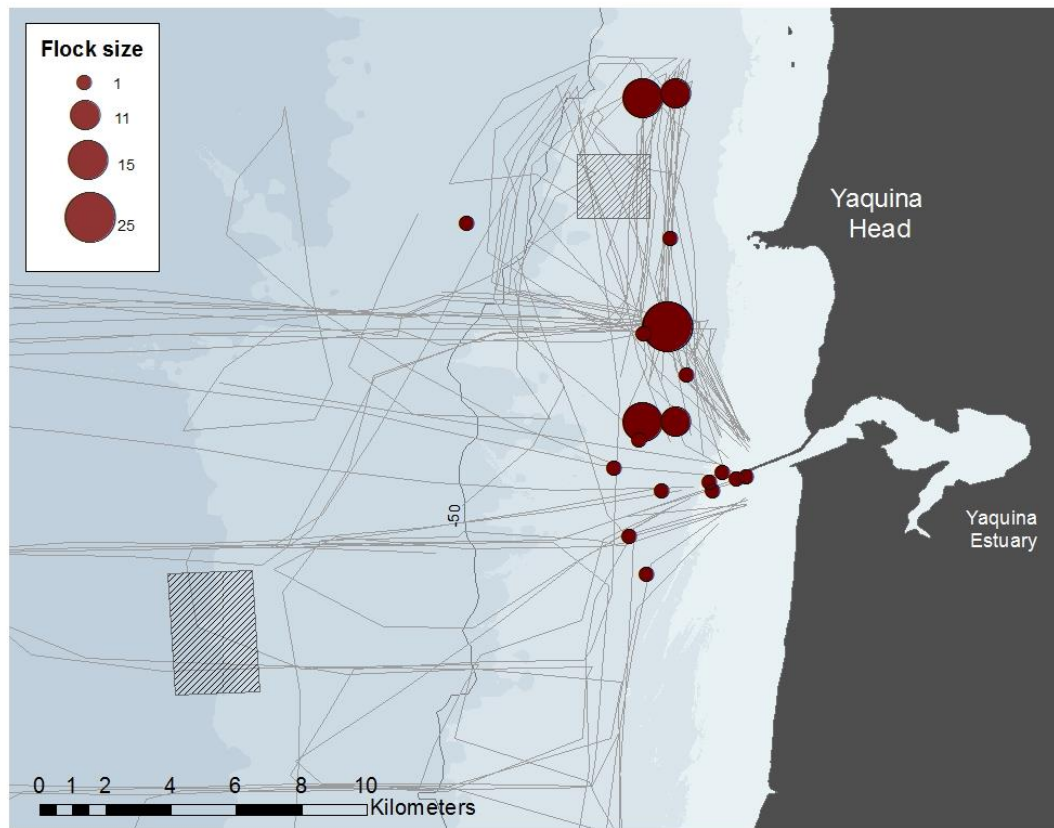 Flock size
1
11
15
25
Yaquina
Head
-50
Yaquina
Estuary
0 1 2 4 6 8 10
Kilometers